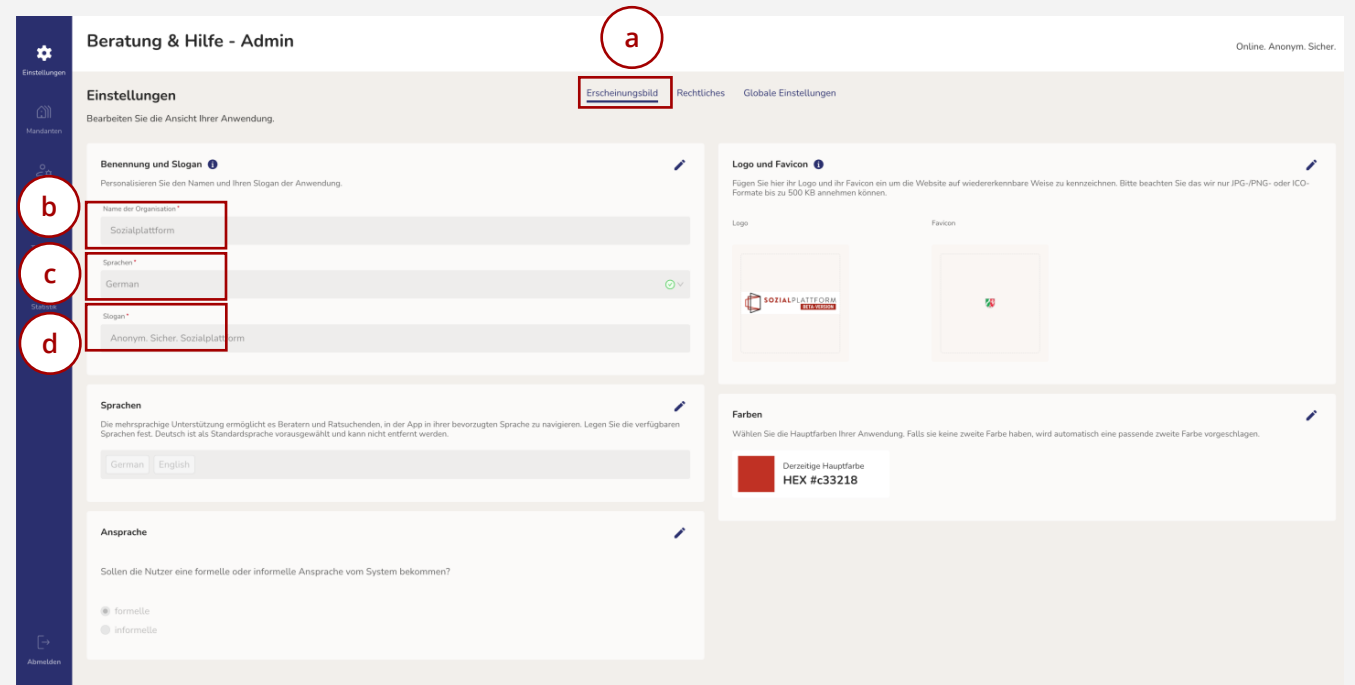 Beratung & Hilfe - Admin
a
Online. Anonym. Sicher.
Einstellungen
Mandanten
Statistik
Abmelden
Einstellungen
Bearbeiten Sie die Ansicht Ihrer Anwendung.
Erscheinungsbild Rechtliches Globale Einstellungen
Benennung und Slogan
Personalisieren Sie den Namen und Ihren Slogan der Anwendung.
b
Name der Organisation *
Sozialplattform
c
Sprachen *
German
d
Slogan *
Anonym. Sicher. Sozialplattform
Sprachen
Die mehrsprachige Unterstützung ermöglicht es Beratern und Ratsuchenden, in der App in ihrer bevorzugten Sprache zu navigieren. Legen Sie die verfügbaren
Sprachen fest. Deutsch ist als Standardsprache vorausgewählt und kann nicht entfernt werden.
German English
Ansprache
Sollen die Nutzer eine formelle oder informelle Ansprache vom System bekommen?
formelle
informelle
Logo und Favicon
Fügen Sie hier ihr Logo und ihr Favicon ein um die Website auf wiedererkennbare Weise zu kennzeichnen. Bitte beachten Sie das wir nur JPG-/PNG- oder ICO-
Formate bis zu 500 KB annehmen können.
Logo Favicon
SOZIALPLATTFORM
BETA VERSION
Farben
Wählen Sie die Hauptfarben Ihrer Anwendung. Falls sie keine zweite Farbe haben, wird automatisch eine passende zweite Farbe vorgeschlagen.
Derzeitige Hauptfarbe
HEX #c33218